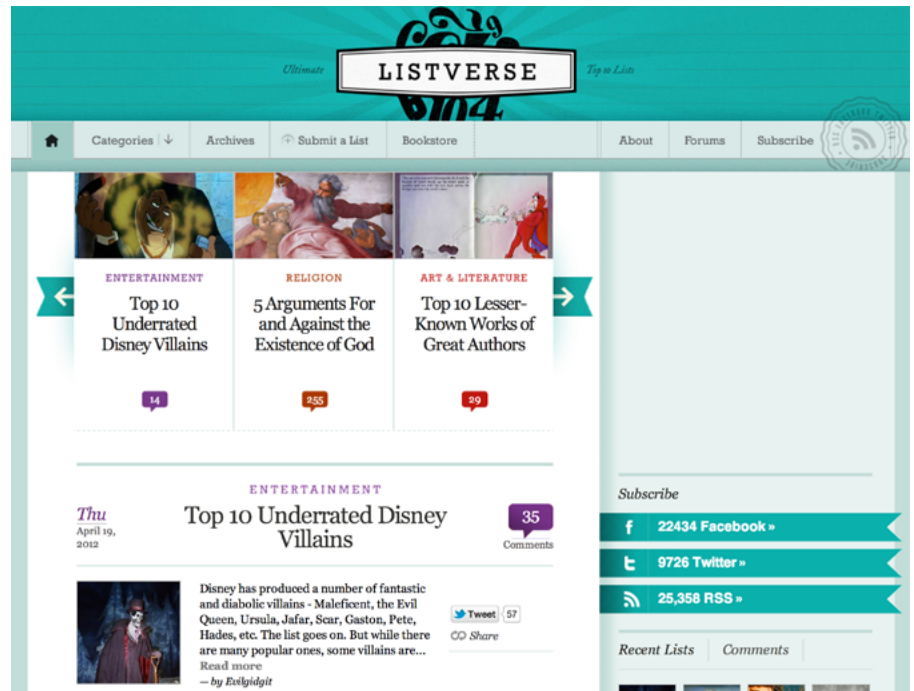 Ultimate
LISTVERSE
Top 10 Lists
Categories
Archives
Submit a List
Bookstore
About
Forums
Subscribe
ENTERTAINMENT
Top 10
Underrated
Disney Villains
14
RELIGION
5 Arguments For
and Against the
Existence of God
255
ART & LITERATURE
Top 10 Lesser-
Known Works of
Great Authors
29
ENTERTAINMENT
Thu
April 19,
2012
Top 10 Underrated Disney
Villains
35
Comments
Disney has produced a number of fantastic
and diabolic villains - Maleficent, the Evil
Queen, Ursula, Jafar, Scar, Gaston, Pete,
Hades, etc. The list goes on. But while there
are many popular ones, some villains are...
Read more
— by Evilgidgit
Tweet 57
Share
Subscribe
22434 Facebook »
9726 Twitter »
25,358 RSS »
Recent Lists
Comments